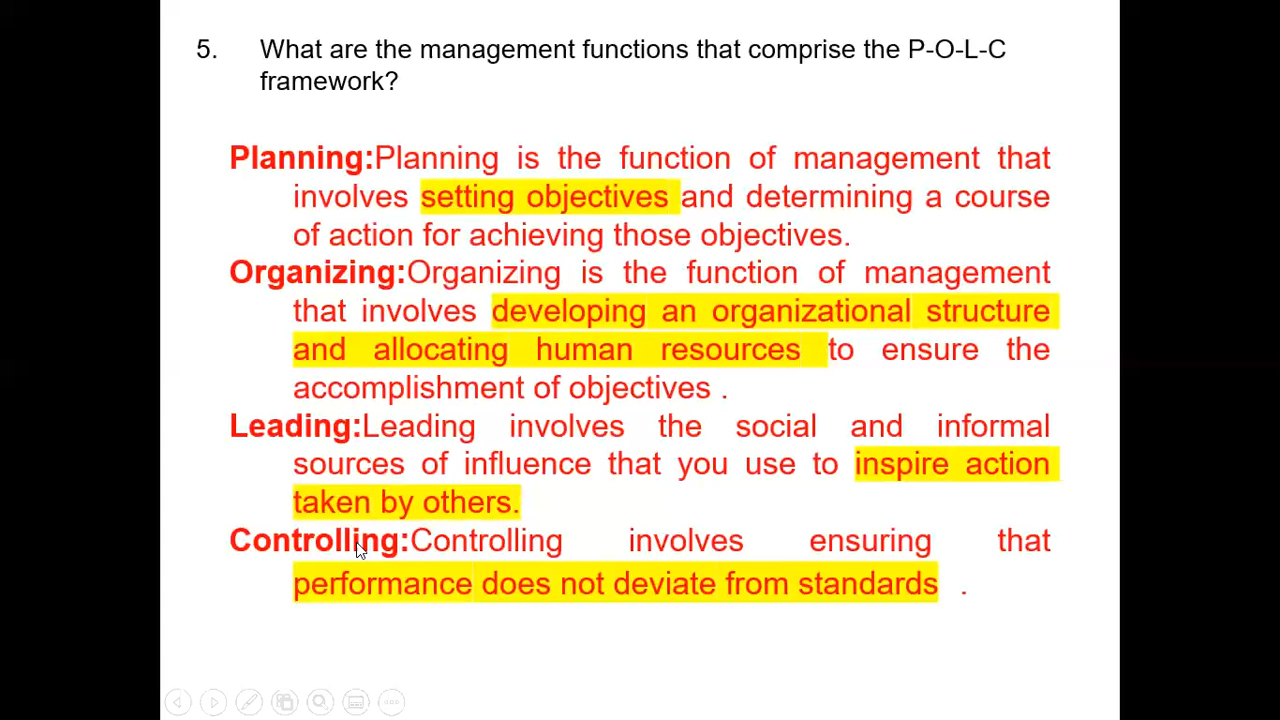 5. What are the management functions that comprise the P-O-L-C
framework?
Planning:Planning is the function of management that
involves setting objectives and determining a course
of action for achieving those objectives.
Organizing:Organizing is the function of management
that involves developing an organizational structure
and allocating human resources to ensure the
accomplishment of objectives .
Leading:Leading involves the social and informal
sources of influence that you use to inspire action
taken by others.
Controlling:Controlling involves ensuring that
performance does not deviate from standards .